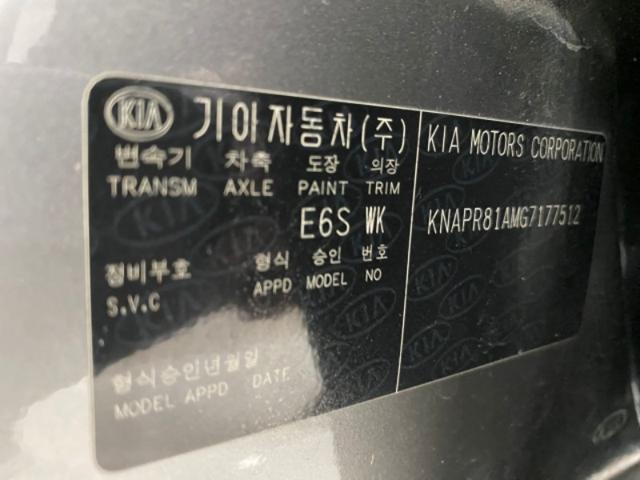 KIA 기아자동차(주)
변속기 차축 도장 의장
TRANSM AXLE PAINT TRIM
E6S WK
정비부호 형식 승인 번호
S.V.C APPD MODEL NO
형식승인년월일
MODEL APPD DATE
KIA MOTORS CORPORATION
KNAPR81AMG7177512